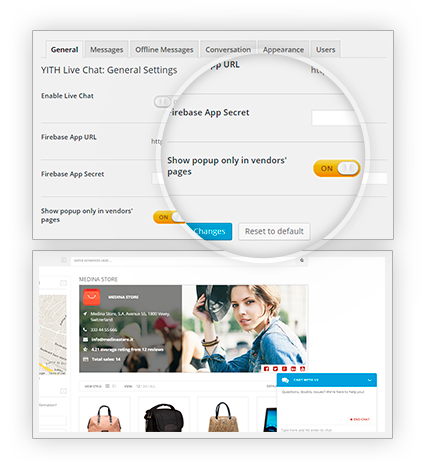 General Messages Offline Messages Conversation Appearance Users
YITH Live Chat: General Settings
App URL
Enable Live Chat
Firebase App Secret
Firebase App URL
Show popup only in vendors'
pages
ON
Firebase App Secret
Show popup only in vendors'
pages
ON
Changes Reset to default
MEDINA STORE
MEDINA STORE
Medina Store, S.A. Avenue 55, 1800 Vevey,
Switzerland
333 44 55 666
info@medinastore.it
4.21 average rating from 12 reviews
Total sales 14
VIEW STYLE
VIEW:
CHAT WITH US
Questions, doubts, issues? We're here to help you!
END CHAT
Type here and hit enter to chat